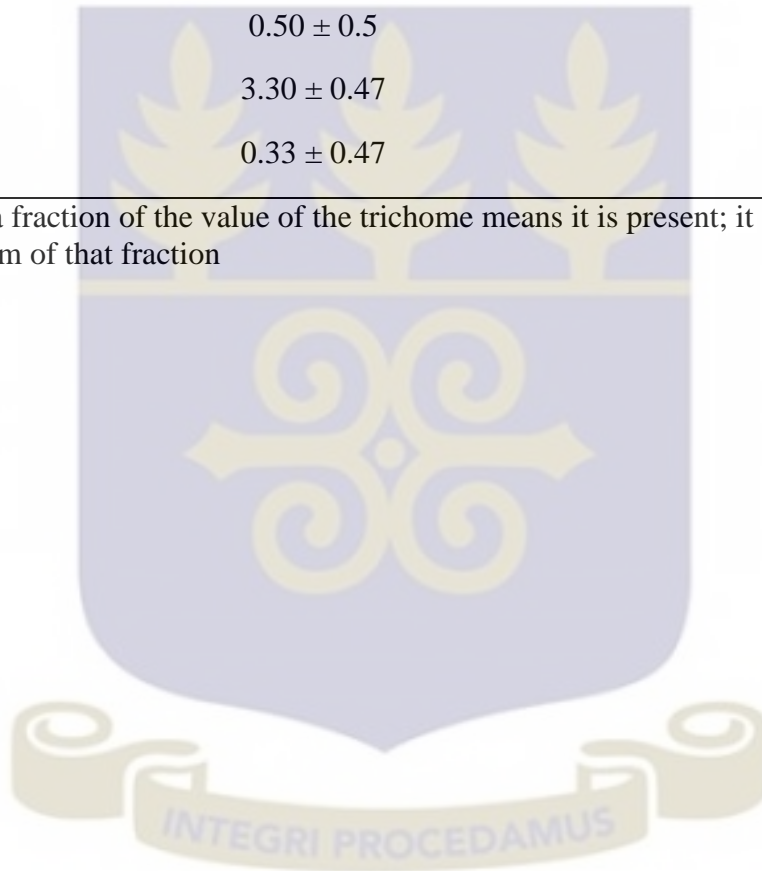 0.50 ± 0.5
3.30 ± 0.47
0.33 ± 0.47
fraction of the value of the trichome means it is present; it
m of that fraction
INTEGRI PROCEDAMUS